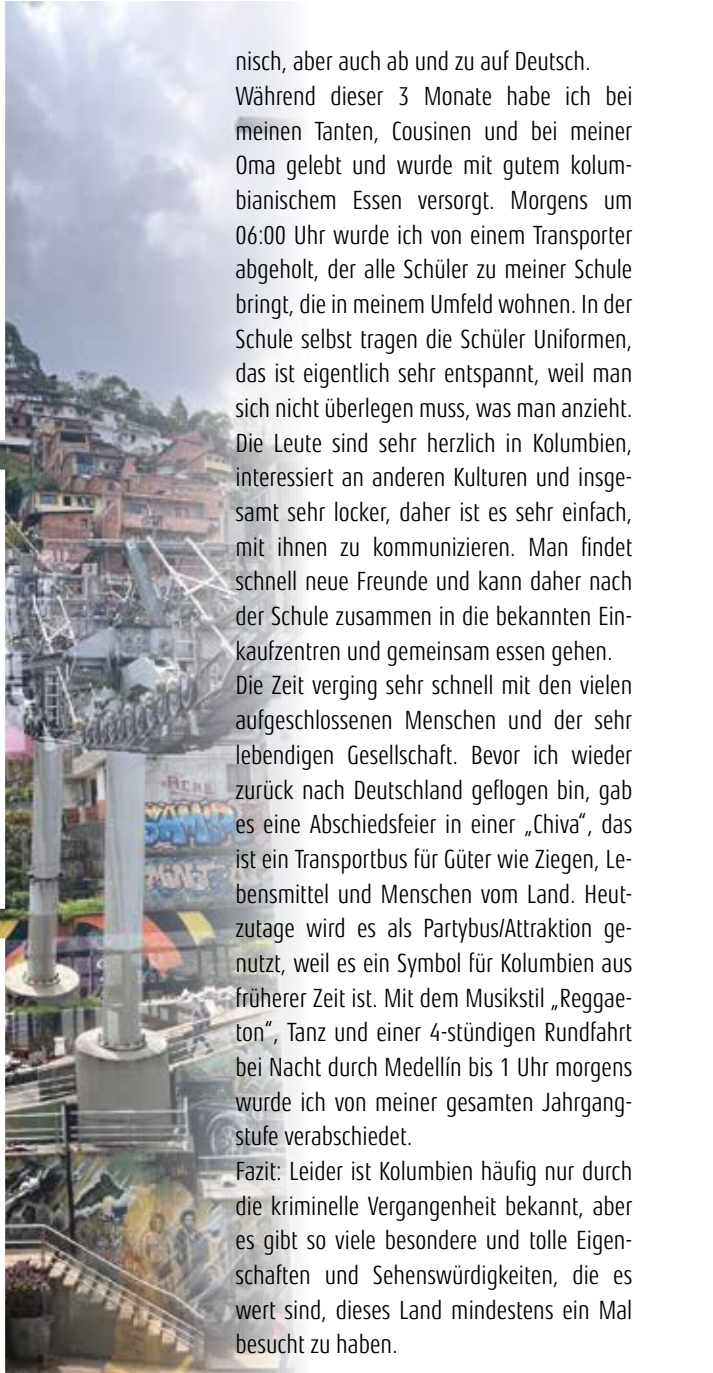 nisch, aber auch ab und zu auf Deutsch.
Während dieser 3 Monate habe ich bei
meinen Tanten, Cousinen und bei meiner
Oma gelebt und wurde mit gutem kolum-
bianischem Essen versorgt. Morgens um
06:00 Uhr wurde ich von einem Transporter
abgeholt, der alle Schüler zu meiner Schule
bringt, die in meinem Umfeld wohnen. In der
Schule selbst tragen die Schüler Uniformen,
das ist eigentlich sehr entspannt, weil man
sich nicht überlegen muss, was man anzieht.
Die Leute sind sehr herzlich in Kolumbien,
interessiert an anderen Kulturen und insge-
samt sehr locker, daher ist es sehr einfach,
mit ihnen zu kommunizieren. Man findet
schnell neue Freunde und kann daher nach
der Schule zusammen in die bekannten Ein-
kaufzentren und gemeinsam essen gehen.
Die Zeit verging sehr schnell mit den vielen
aufgeschlossenen Menschen und der sehr
lebendigen Gesellschaft. Bevor ich wieder
zurück nach Deutschland geflogen bin, gab
es eine Abschiedsfeier in einer „Chiva“, das
ist ein Transportbus für Güter wie Ziegen, Le-
bensmittel und Menschen vom Land. Heut-
zutage wird es als Partybus/Attraktion ge-
nutzt, weil es ein Symbol für Kolumbien aus
früherer Zeit ist. Mit dem Musikstil „Reggae-
ton“, Tanz und einer 4-stündigen Rundfahrt
bei Nacht durch Medellín bis 1 Uhr morgens
wurde ich von meiner gesamten Jahrgang-
stufe verabschiedet.
Fazit: Leider ist Kolumbien häufig nur durch
die kriminelle Vergangenheit bekannt, aber
es gibt so viele besondere und tolle Eigen-
schaften und Sehenswürdigkeiten, die es
wert sind, dieses Land mindestens ein Mal
besucht zu haben.